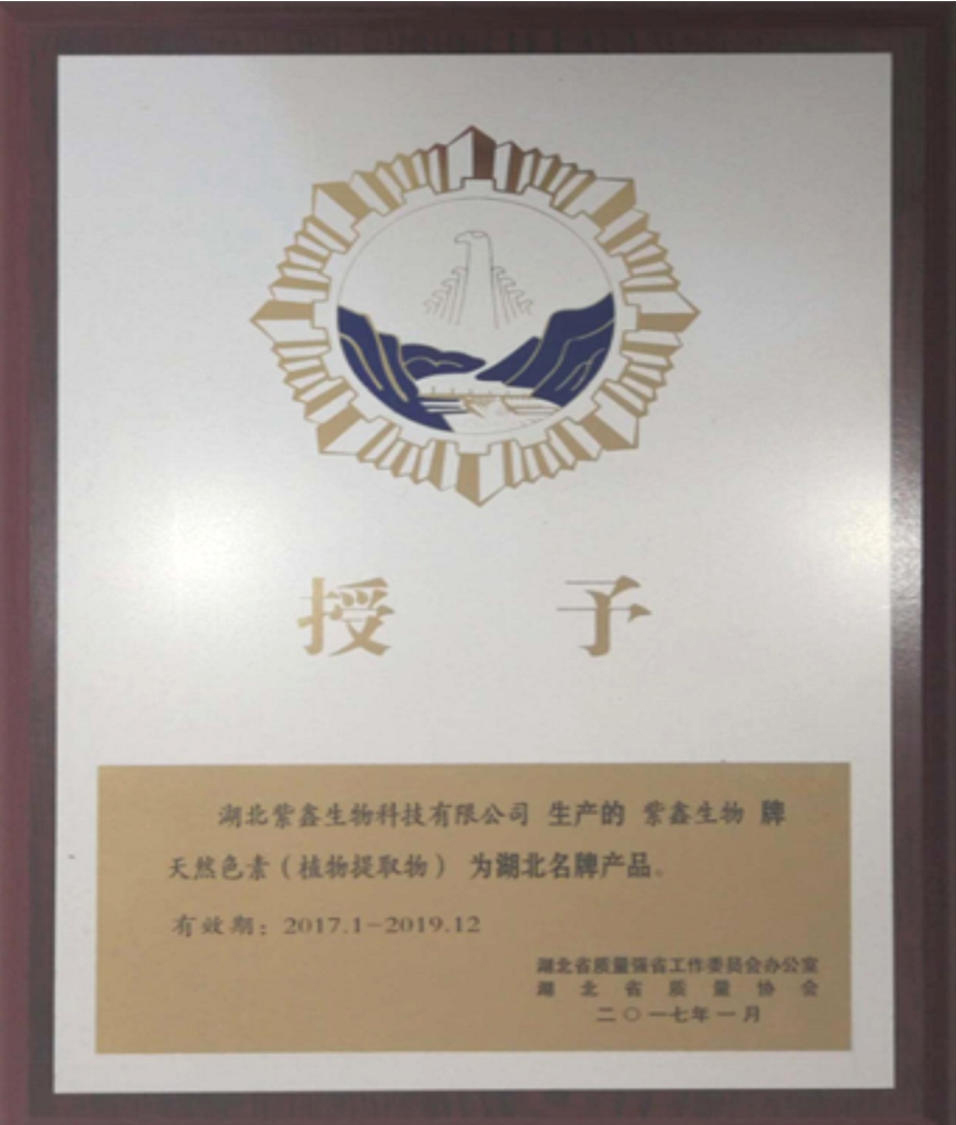 授 予
湖北紫鑫生物科技有限公司 生产的 紫鑫生物 牌
天然色素（植物提取物） 为湖北名牌产品。
有效期：2017.1-2019.12
湖北省质量强省工作委员会办公室
湖北省质量协会
二〇一七年一月